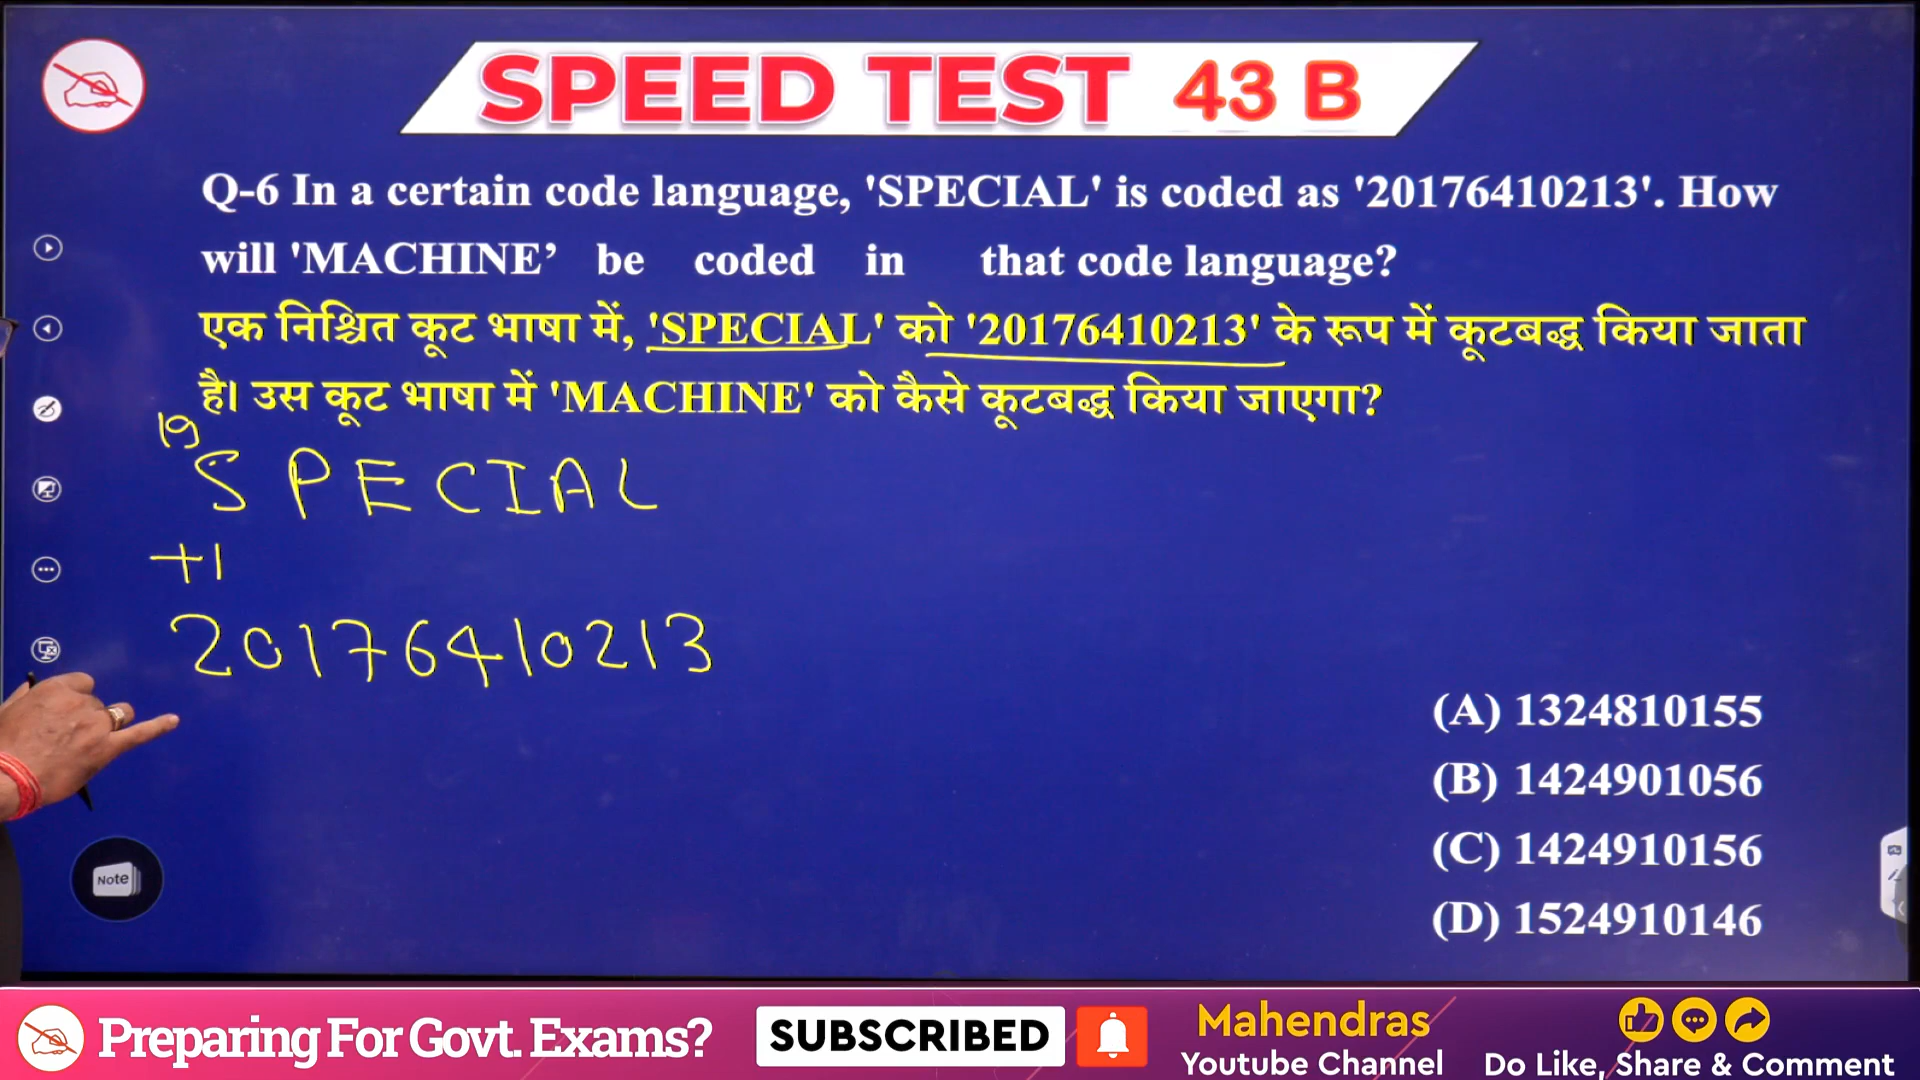 SPEED TEST 43 B
Q-6 In a certain code language, 'SPECIAL' is coded as '20176410213'. How
will 'MACHINE’ be coded in that code language?
एक निश्चित कूट भाषा में, 'SPECIAL' को '20176410213' के रूप में कूटबद्ध किया जाता
है। उस कूट भाषा में 'MACHINE' को कैसे कूटबद्ध किया जाएगा?
19
SPECIAL
+1
20176410213
(A) 1324810155
(B) 1424901056
(C) 1424910156
(D) 1524910146
Note
Preparing For Govt. Exams?
SUBSCRIBED
Mahendras
Youtube Channel
Do Like, Share & Comment